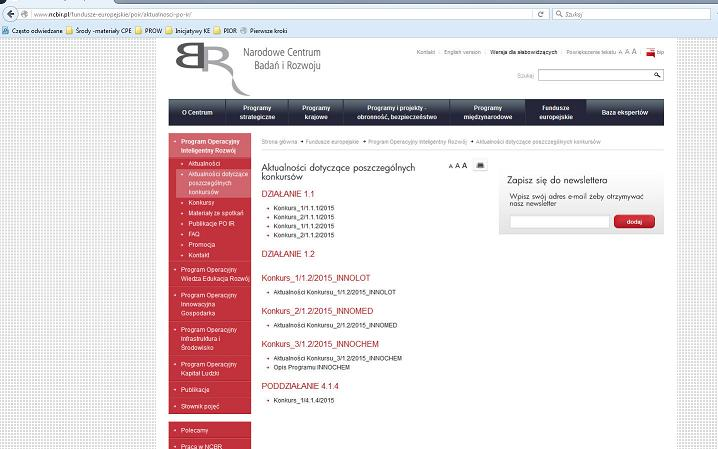 www.ncbir.pl/fundusze-europejskie/poir/aktualnosci-po-ir/
Szukaj
Często odwiedzane Środy -materiały CPE PROW Inicjatywy KE PIOR Pierwsze kroki
Narodowe Centrum
Badań i Rozwoju
Kontakt English version Wersja dla słabowidzących Powiększenie tekstu A A A bip
Szukaj
O Centrum
Programy strategiczne
Programy krajowe
Programy i projekty - obronność, bezpieczeństwo
Programy międzynarodowe
Fundusze europejskie
Baza ekspertów
Program Operacyjny
Inteligentny Rozwój
Aktualności
Aktualności dotyczące
poszczególnych
konkursów
Konkursy
Materiały ze spotkań
Publikacje PO IR
FAQ
Promocja
Kontakt
Program Operacyjny
Wiedza Edukacja Rozwój
Program Operacyjny
Innowacyjna
Gospodarka
Program Operacyjny
Infrastruktura i
Środowisko
Program Operacyjny
Kapitał Ludzki
Publikacje
Słownik pojęć
Polecamy
Praca w NCBR
Strona główna Fundusze europejskie Program Operacyjny Inteligentny Rozwój Aktualności dotyczące poszczególnych konkursów
Aktualności dotyczące poszczególnych
konkursów
A A A
DZIAŁANIE 1.1
Konkurs_1/1.1.1/2015
Konkurs_2/1.1.1/2015
Konkurs_1/1.1.2/2015
Konkurs_2/1.1.2/2015
DZIAŁANIE 1.2
Konkurs_1/1.2/2015_INNOLOT
Aktualności Konkursu_1/1.2/2015_INNOLOT
Konkurs_2/1.2/2015_INNOMED
Aktualności Konkursu_2/1.2/2015_INNOMED
Konkurs_3/1.2/2015_INNOCHEM
Aktualności Konkursu_3/1.2/2015_INNOCHEM
Opis Programu INNOCHEM
PODDZIAŁANIE 4.1.4
Konkurs_1/4.1.4/2015
Zapisz się do newslettera
Wpisz swój adres e-mail żeby otrzymywać
nasz newsletter
dodaj